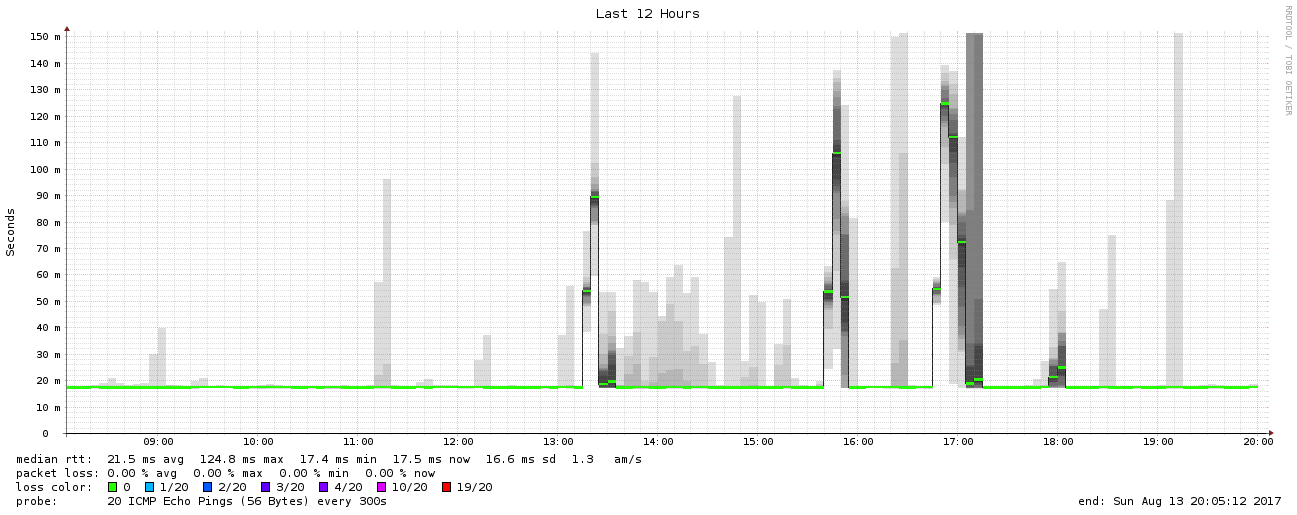 Last 12 Hours
RRDTOOL / TOBI OETIKER
Seconds
150 m
140 m
130 m
120 m
110 m
100 m
90 m
80 m
70 m
60 m
50 m
40 m
30 m
20 m
10 m
0
09:00 10:00 11:00 12:00 13:00 14:00 15:00 16:00 17:00 18:00 19:00 20:00
median rtt: 21.5 ms avg 124.8 ms max 17.4 ms min 17.5 ms now 16.6 ms sd 1.3 am/s
packet loss: 0.00 % avg 0.00 % max 0.00 % min 0.00 % now
loss color: 0 1/20 2/20 3/20 4/20 10/20 19/20
probe: 20 ICMP Echo Pings (56 Bytes) every 300s end: Sun Aug 13 20:05:12 2017